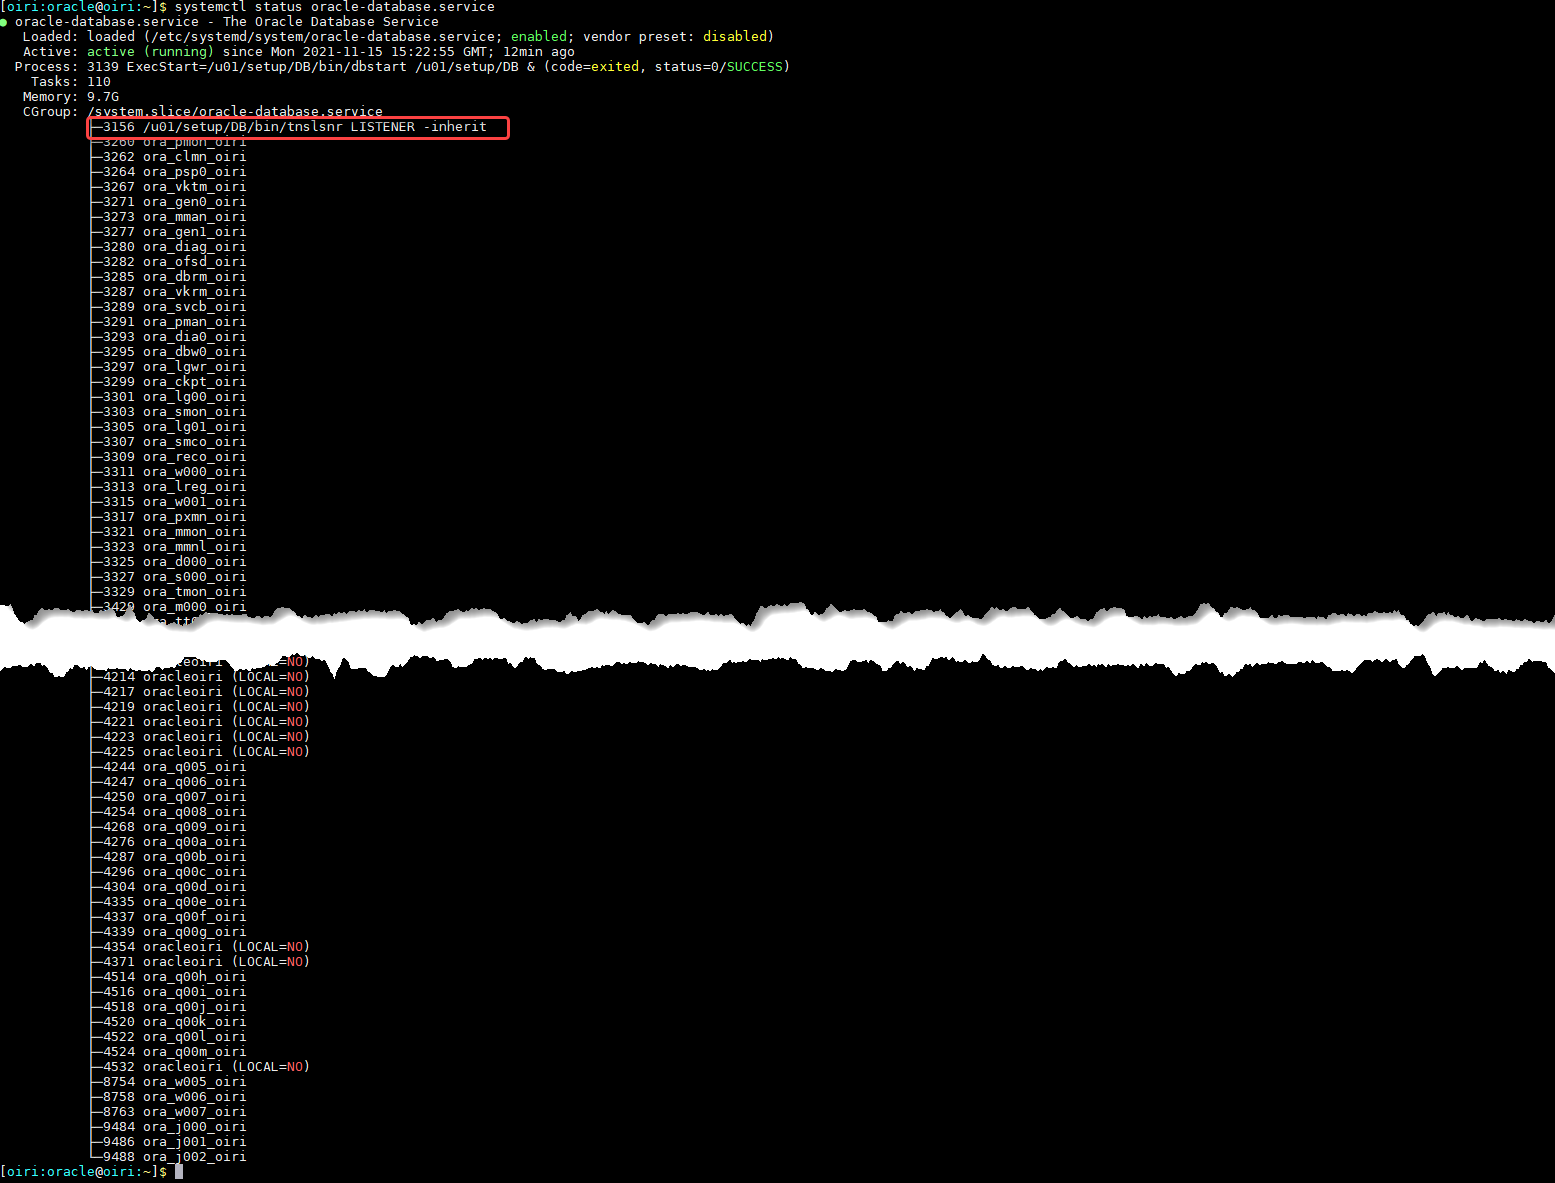 [oiri:oracle@oiri:~]$ systemctl status oracle-database.service
● oracle-database.service - The Oracle Database Service
Loaded: loaded (/etc/systemd/system/oracle-database.service; enabled; vendor preset: disabled)
Active: active (running) since Mon 2021-11-15 15:22:55 GMT; 12min ago
Process: 3139 ExecStart=/u01/setup/DB/bin/dbstart /u01/setup/DB & (code=exited, status=0/SUCCESS)
Tasks: 110
Memory: 9.7G
CGroup: /system.slice/oracle-database.service
├─3156 /u01/setup/DB/bin/tnslsnr LISTENER -inherit
├─3260 ora_pmon_oiri
├─3262 ora_clmn_oiri
├─3264 ora_psp0_oiri
├─3267 ora_vktm_oiri
├─3271 ora_gen0_oiri
├─3273 ora_mman_oiri
├─3277 ora_gen1_oiri
├─3280 ora_diag_oiri
├─3282 ora_ofsd_oiri
├─3285 ora_dbrm_oiri
├─3287 ora_vkrm_oiri
├─3289 ora_svcb_oiri
├─3291 ora_pman_oiri
├─3293 ora_dia0_oiri
├─3295 ora_dbw0_oiri
├─3297 ora_lgwr_oiri
├─3299 ora_ckpt_oiri
├─3301 ora_lg00_oiri
├─3303 ora_smon_oiri
├─3305 ora_lg01_oiri
├─3307 ora_smco_oiri
├─3309 ora_reco_oiri
├─3311 ora_w000_oiri
├─3313 ora_lreg_oiri
├─3315 ora_w001_oiri
├─3317 ora_pxmn_oiri
├─3321 ora_mmon_oiri
├─3323 ora_mmnl_oiri
├─3325 ora_d000_oiri
├─3327 ora_s000_oiri
├─3329 ora_tmon_oiri
├─3429 ora_m000_oiri
├─4214 oracleoiri (LOCAL=NO)
├─4217 oracleoiri (LOCAL=NO)
├─4219 oracleoiri (LOCAL=NO)
├─4221 oracleoiri (LOCAL=NO)
├─4223 oracleoiri (LOCAL=NO)
├─4225 oracleoiri (LOCAL=NO)
├─4244 ora_q005_oiri
├─4247 ora_q006_oiri
├─4250 ora_q007_oiri
├─4254 ora_q008_oiri
├─4268 ora_q009_oiri
├─4276 ora_q00a_oiri
├─4287 ora_q00b_oiri
├─4296 ora_q00c_oiri
├─4304 ora_q00d_oiri
├─4335 ora_q00e_oiri
├─4337 ora_q00f_oiri
├─4339 ora_q00g_oiri
├─4354 oracleoiri (LOCAL=NO)
├─4371 oracleoiri (LOCAL=NO)
├─4514 ora_q00h_oiri
├─4516 ora_q00i_oiri
├─4518 ora_q00j_oiri
├─4520 ora_q00k_oiri
├─4522 ora_q00l_oiri
├─4524 ora_q00m_oiri
├─4532 oracleoiri (LOCAL=NO)
├─8754 ora_w005_oiri
├─8758 ora_w006_oiri
├─8763 ora_w007_oiri
├─9484 ora_j000_oiri
├─9486 ora_j001_oiri
└─9488 ora_j002_oiri
[oiri:oracle@oiri:~]$